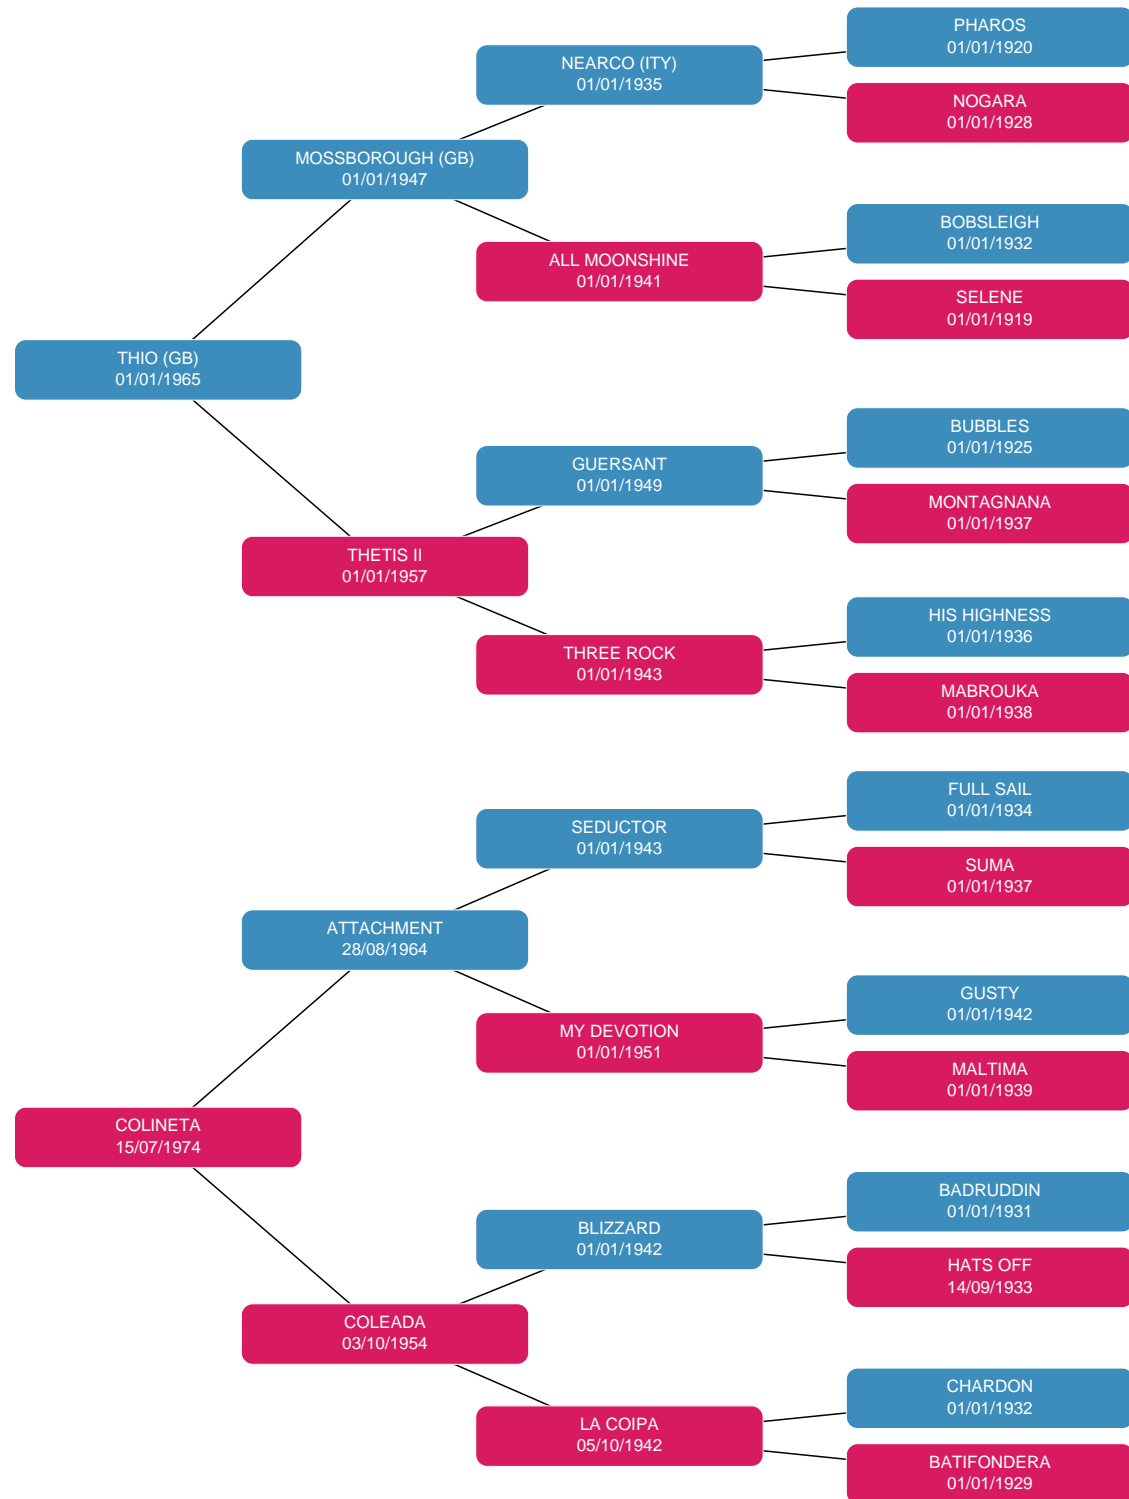 PHAROS
01/01/1920
NEARCO (ITY)
01/01/1935
NOGARA
01/01/1928
MOSSBOROUGH (GB)
01/01/1947
BOBSLEIGH
01/01/1932
ALL MOONSHINE
01/01/1941
SELENE
01/01/1919
THIO (GB)
01/01/1965
BUBBLES
01/01/1925
GUERSANT
01/01/1949
MONTAGNANA
01/01/1937
THETIS II
01/01/1957
HIS HIGHNESS
01/01/1936
THREE ROCK
01/01/1943
MABROUKA
01/01/1938
FULL SAIL
01/01/1934
SEDUCTOR
01/01/1943
SUMA
01/01/1937
ATTACHMENT
28/08/1964
GUSTY
01/01/1942
MY DEVOTION
01/01/1951
MALTIMA
01/01/1939
COLINETA
15/07/1974
BADRUDDIN
01/01/1931
BLIZZARD
01/01/1942
HATS OFF
14/09/1933
COLEADA
03/10/1954
CHARDON
01/01/1932
LA COIPA
05/10/1942
BATIFONDERA
01/01/1929